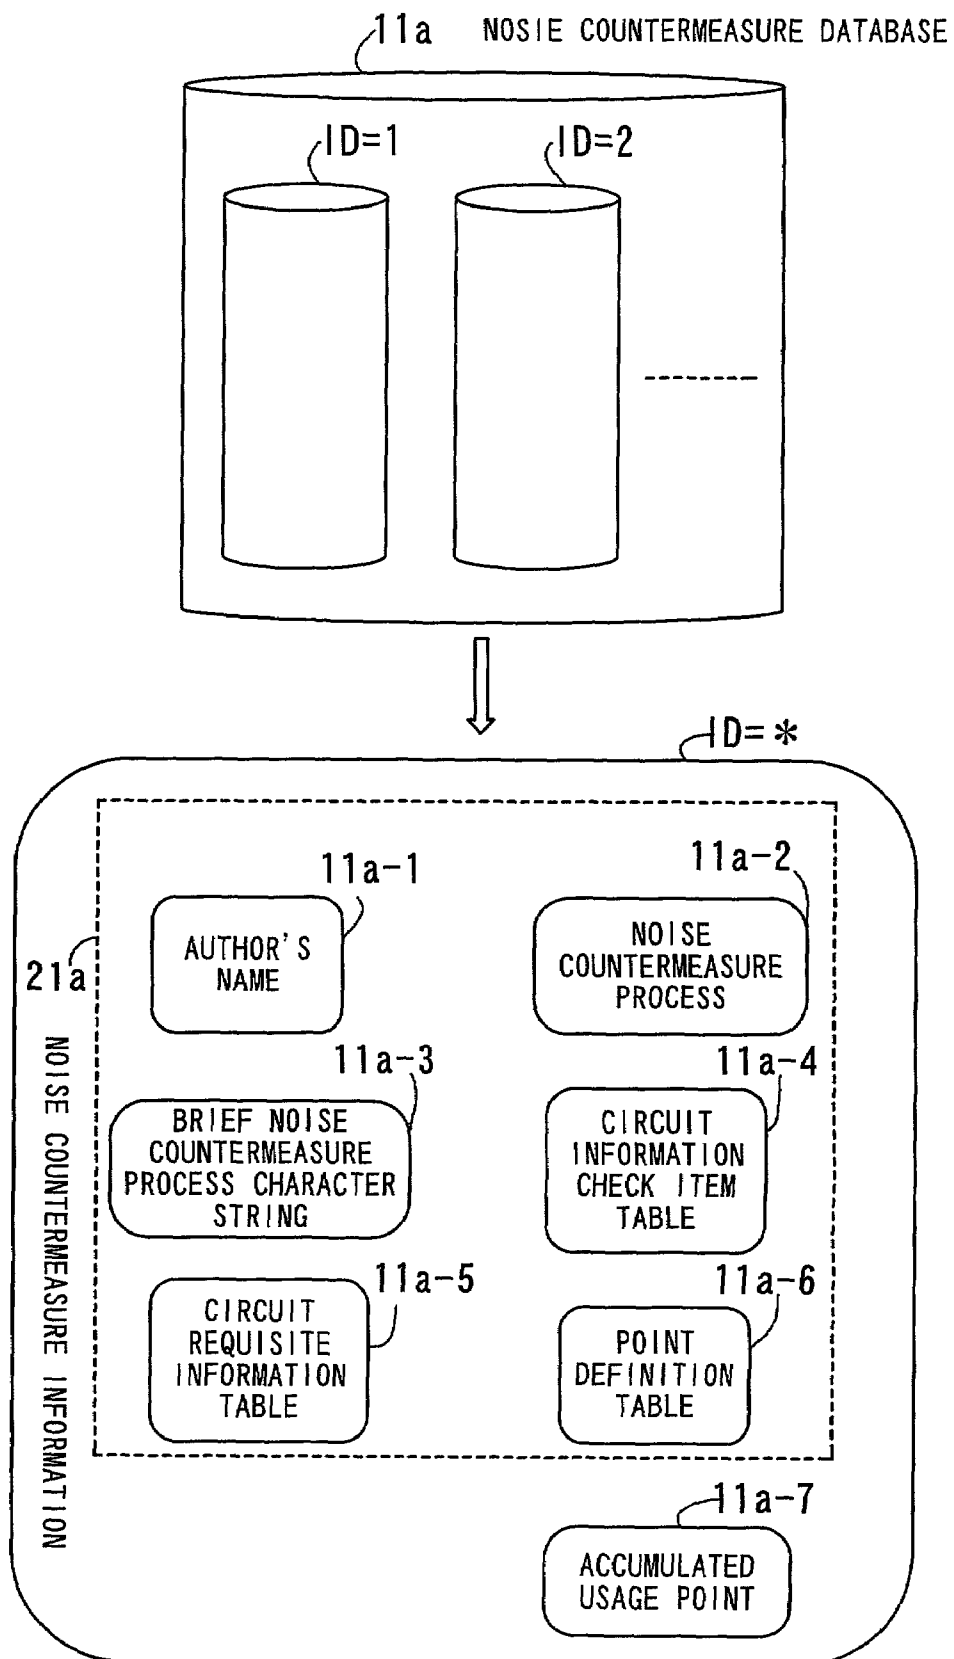 11a NOSIE COUNTERMEASURE DATABASE
ID=1
ID=2
ID=*
11a-1
AUTHOR'S
NAME
11a-2
NOISE
COUNTERMEASURE
PROCESS
21a
NOISE COUNTERMEASURE INFORMATION
11a-3
BRIEF NOISE
COUNTERMEASURE
PROCESS CHARACTER
STRING
11a-4
CIRCUIT
INFORMATION
CHECK ITEM
TABLE
11a-5
CIRCUIT
REQUISITE
INFORMATION
TABLE
11a-6
POINT
DEFINITION
TABLE
11a-7
ACCUMULATED
USAGE POINT